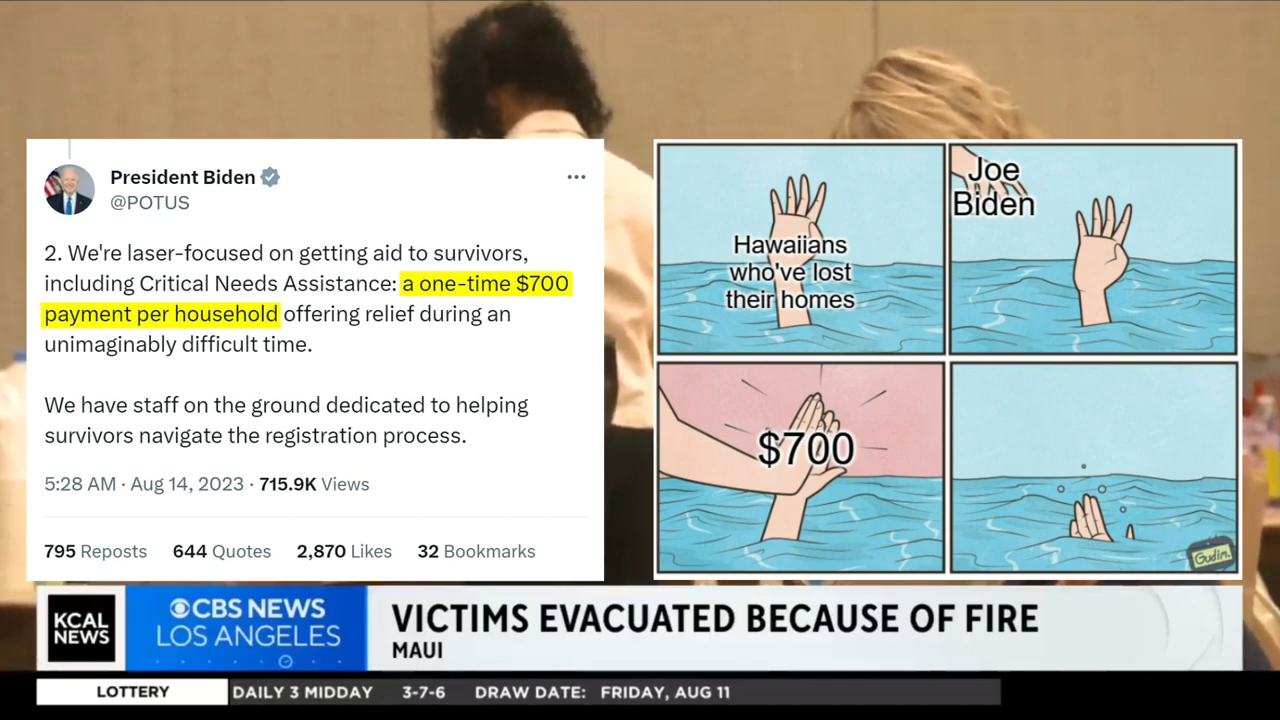 President Biden
@POTUS
2. We're laser-focused on getting aid to survivors,
including Critical Needs Assistance: a one-time $700
payment per household offering relief during an
unimaginably difficult time.
We have staff on the ground dedicated to helping
survivors navigate the registration process.
5:28 AM · Aug 14, 2023 · 715.9K Views
795 Reposts 644 Quotes 2,870 Likes 32 Bookmarks
Hawaiians
who've lost
their homes
Joe
Biden
$700
Gudim.
KCAL
NEWS
CBS NEWS
LOS ANGELES
VICTIMS EVACUATED BECAUSE OF FIRE
MAUI
LOTTERY DAILY 3 MIDDAY 3-7-6 DRAW DATE: FRIDAY, AUG 11